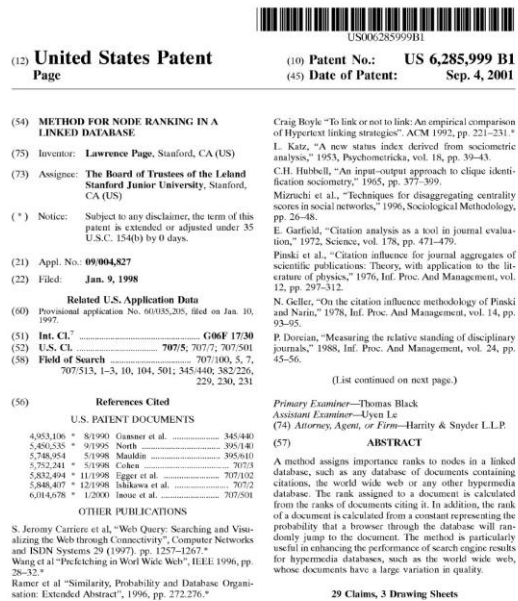 US006285999B1
(12) United States Patent
Page
(10) Patent No.: US 6,285,999 B1
(45) Date of Patent: Sep. 4, 2001
(54) METHOD FOR NODE RANKING IN A
LINKED DATABASE
(75) Inventor: Lawrence Page, Stanford, CA (US)
(73) Assignee: The Board of Trustees of the Leland
Stanford Junior University, Stanford,
CA (US)
( * ) Notice: Subject to any disclaimer, the term of this
patent is extended or adjusted under 35
U.S.C. 154(b) by 0 days.
(21) Appl. No.: 09/004,827
(22) Filed: Jan. 9, 1998
Related U.S. Application Data
(60) Provisional application No. 60/035,205, filed on Jan. 10,
1997.
(51) Int. Cl.7 ................................ G06F 17/30
(52) U.S. Cl. ........................ 707/5; 707/7; 707/501
(58) Field of Search ........................ 707/100, 5, 7,
707/513, 1–3, 10, 104, 501; 345/440; 382/226,
229, 230, 231
(56) References Cited
U.S. PATENT DOCUMENTS
4,953,106 * 8/1990 Gansner et al. .................. 345/440
5,450,535 * 9/1995 North ................................ 395/140
5,748,954 5/1998 Mauldin ............................ 395/610
5,752,241 * 5/1998 Cohen ................................ 707/3
5,832,494 * 11/1998 Egger et al. ...................... 707/102
5,848,407 * 12/1998 Ishikawa et al. .................. 707/2
6,014,678 * 1/2000 Inoue et al. ...................... 707/501
OTHER PUBLICATIONS
S. Jeromy Carriere et al, “Web Query: Searching and Visu-
alizing the Web through Connectivity”, Computer Networks
and ISDN Systems 29 (1997). pp. 1257–1267.*
Wang et al “Prefetching in Worl Wide Web”, IEEE 1996, pp.
28–32.*
Ramer et al “Similarity, Probability and Database Organi-
sation: Extended Abstract”, 1996, pp. 272.276.*
Craig Boyle “To link or not to link: An empirical comparison
of Hypertext linking strategies”. ACM 1992, pp. 221–231.*
L. Katz, “A new status index derived from sociometric
analysis,” 1953, Psychometricka, vol. 18, pp. 39–43.
C.H. Hubbell, “An input–output approach to clique identi-
fication sociometry,” 1965, pp. 377–399.
Mizruchi et al., “Techniques for disaggregating centrality
scores in social networks,” 1996, Sociological Methodology,
pp. 26–48.
E. Garfield, “Citation analysis as a tool in journal evalua-
tion,” 1972, Science, vol. 178, pp. 471–479.
Pinski et al., “Citation influence for journal aggregates of
scientific publications: Theory, with application to the lit-
erature of physics,” 1976, Inf. Proc. And Management, vol.
12, pp. 297–312.
N. Geller, “On the citation influence methodology of Pinski
and Narin,” 1978, Inf. Proc. And Management, vol. 14, pp.
93–95.
P. Doreian, “Measuring the relative standing of disciplinary
journals,” 1988, Inf. Proc. And Management, vol. 24, pp.
45–56.
(List continued on next page.)
Primary Examiner—Thomas Black
Assistant Examiner—Uyen Le
(74) Attorney, Agent, or Firm—Harrity & Snyder L.L.P.
(57) ABSTRACT
A method assigns importance ranks to nodes in a linked
database, such as any database of documents containing
citations, the world wide web or any other hypermedia
database. The rank assigned to a document is calculated
from the ranks of documents citing it. In addition, the rank
of a document is calculated from a constant representing the
probability that a browser through the database will ran-
domly jump to the document. The method is particularly
useful in enhancing the performance of search engine results
for hypermedia databases, such as the world wide web,
whose documents have a large variation in quality.
29 Claims, 3 Drawing Sheets